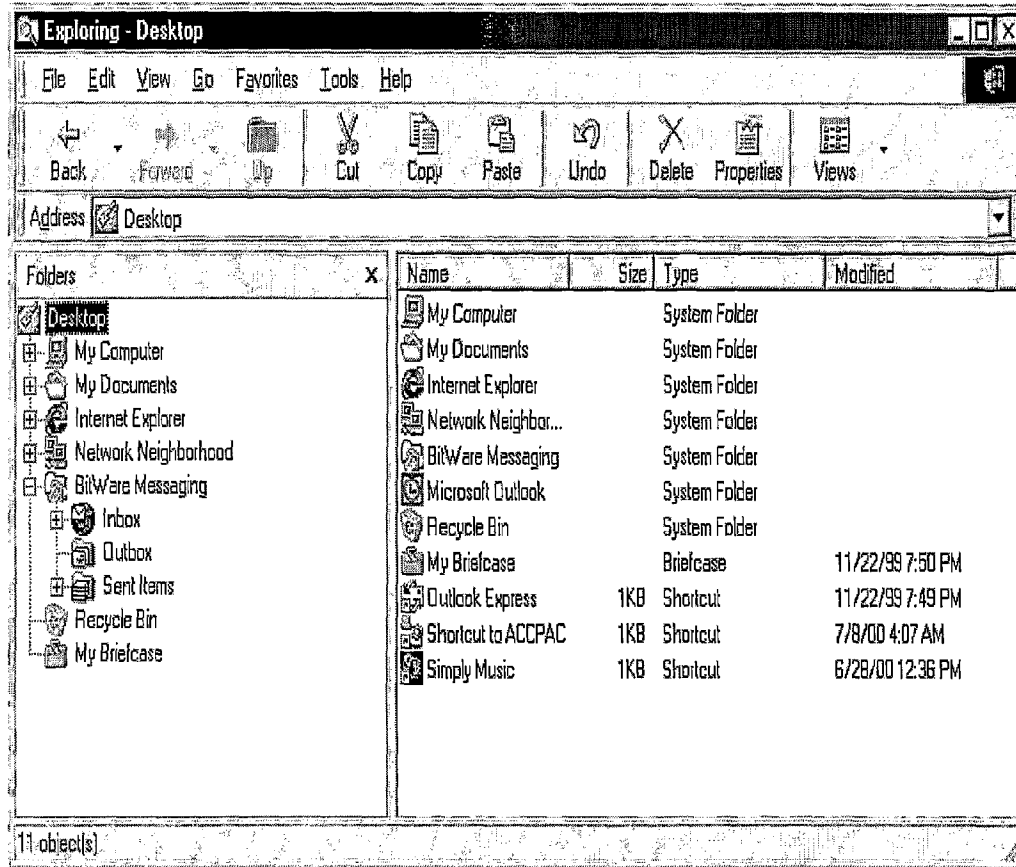 Exploring - Desktop
File Edit View Go Favorites Tools Help
Back Forward Up Cut Copy Paste Undo Delete Properties Views
Address Desktop
Folders x
Desktop
My Computer
My Documents
Internet Explorer
Network Neighborhood
BitWare Messaging
Inbox
Outbox
Sent Items
Recycle Bin
My Briefcase
Name Size Type Modified
My Computer System Folder
My Documents System Folder
Internet Explorer System Folder
Network Neighbor... System Folder
BitWare Messaging System Folder
Microsoft Outlook System Folder
Recycle Bin System Folder
My Briefcase Briefcase 11/22/99 7:50 PM
Outlook Express 1KB Shortcut 11/22/99 7:49 PM
Shortcut to ACCPAC 1KB Shortcut 7/8/00 4:07 AM
Simply Music 1KB Shortcut 6/28/00 12:36 PM
11 object(s)